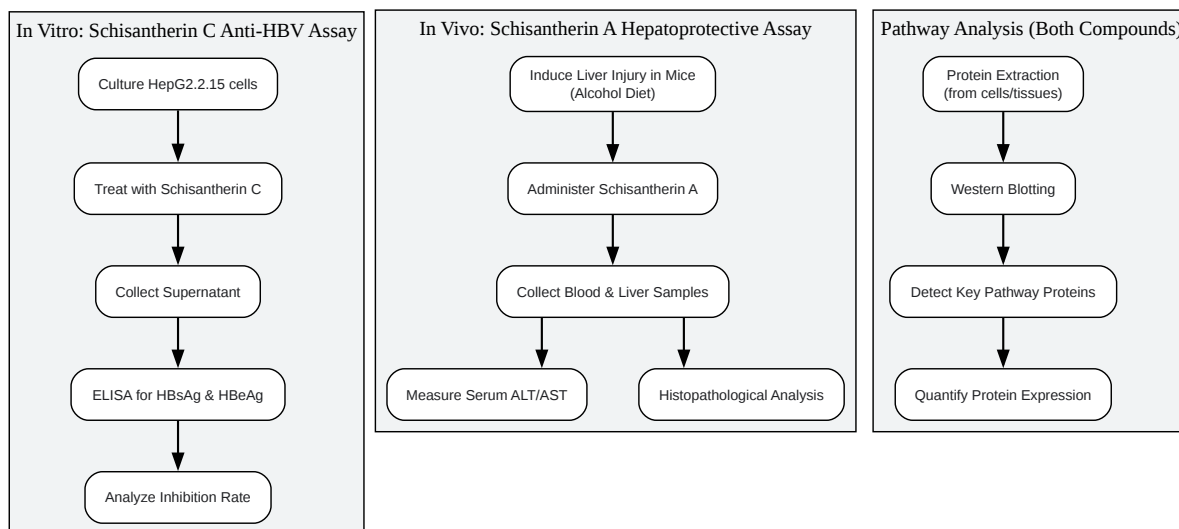 In Vitro: Schisantherin C Anti-HBV Assay
Culture HepG2.2.15 cells
Treat with Schisantherin C
Collect Supernatant
ELISA for HBsAg & HBeAg
Analyze Inhibition Rate
In Vivo: Schisantherin A Hepatoprotective Assay
Induce Liver Injury in Mice
(Alcohol Diet)
Administer Schisantherin A
Collect Blood & Liver Samples
Measure Serum ALT/AST
Histopathological Analysis
Pathway Analysis (Both Compounds)
Protein Extraction
(from cells/tissues)
Western Blotting
Detect Key Pathway Proteins
Quantify Protein Expression